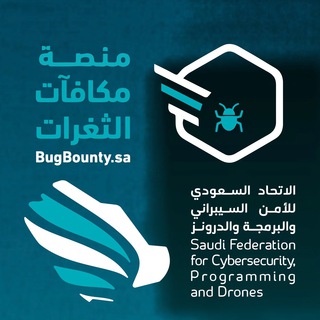 منصة
مكافآت
الثغرات
BugBounty.sa
الاتحاد السعودي
للأمن السيبراني
والبرمجة والدرونز
Saudi Federation
for Cybersecurity,
Programming
and Drones